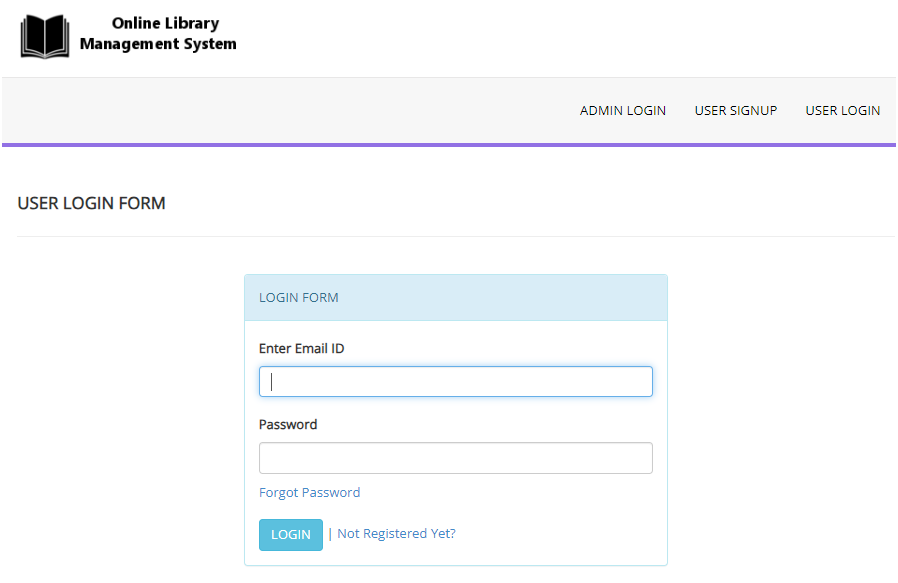 Online Library
Management System
ADMIN LOGIN USER SIGNUP USER LOGIN
USER LOGIN FORM
LOGIN FORM
Enter Email ID
Password
Forgot Password
LOGIN | Not Registered Yet?